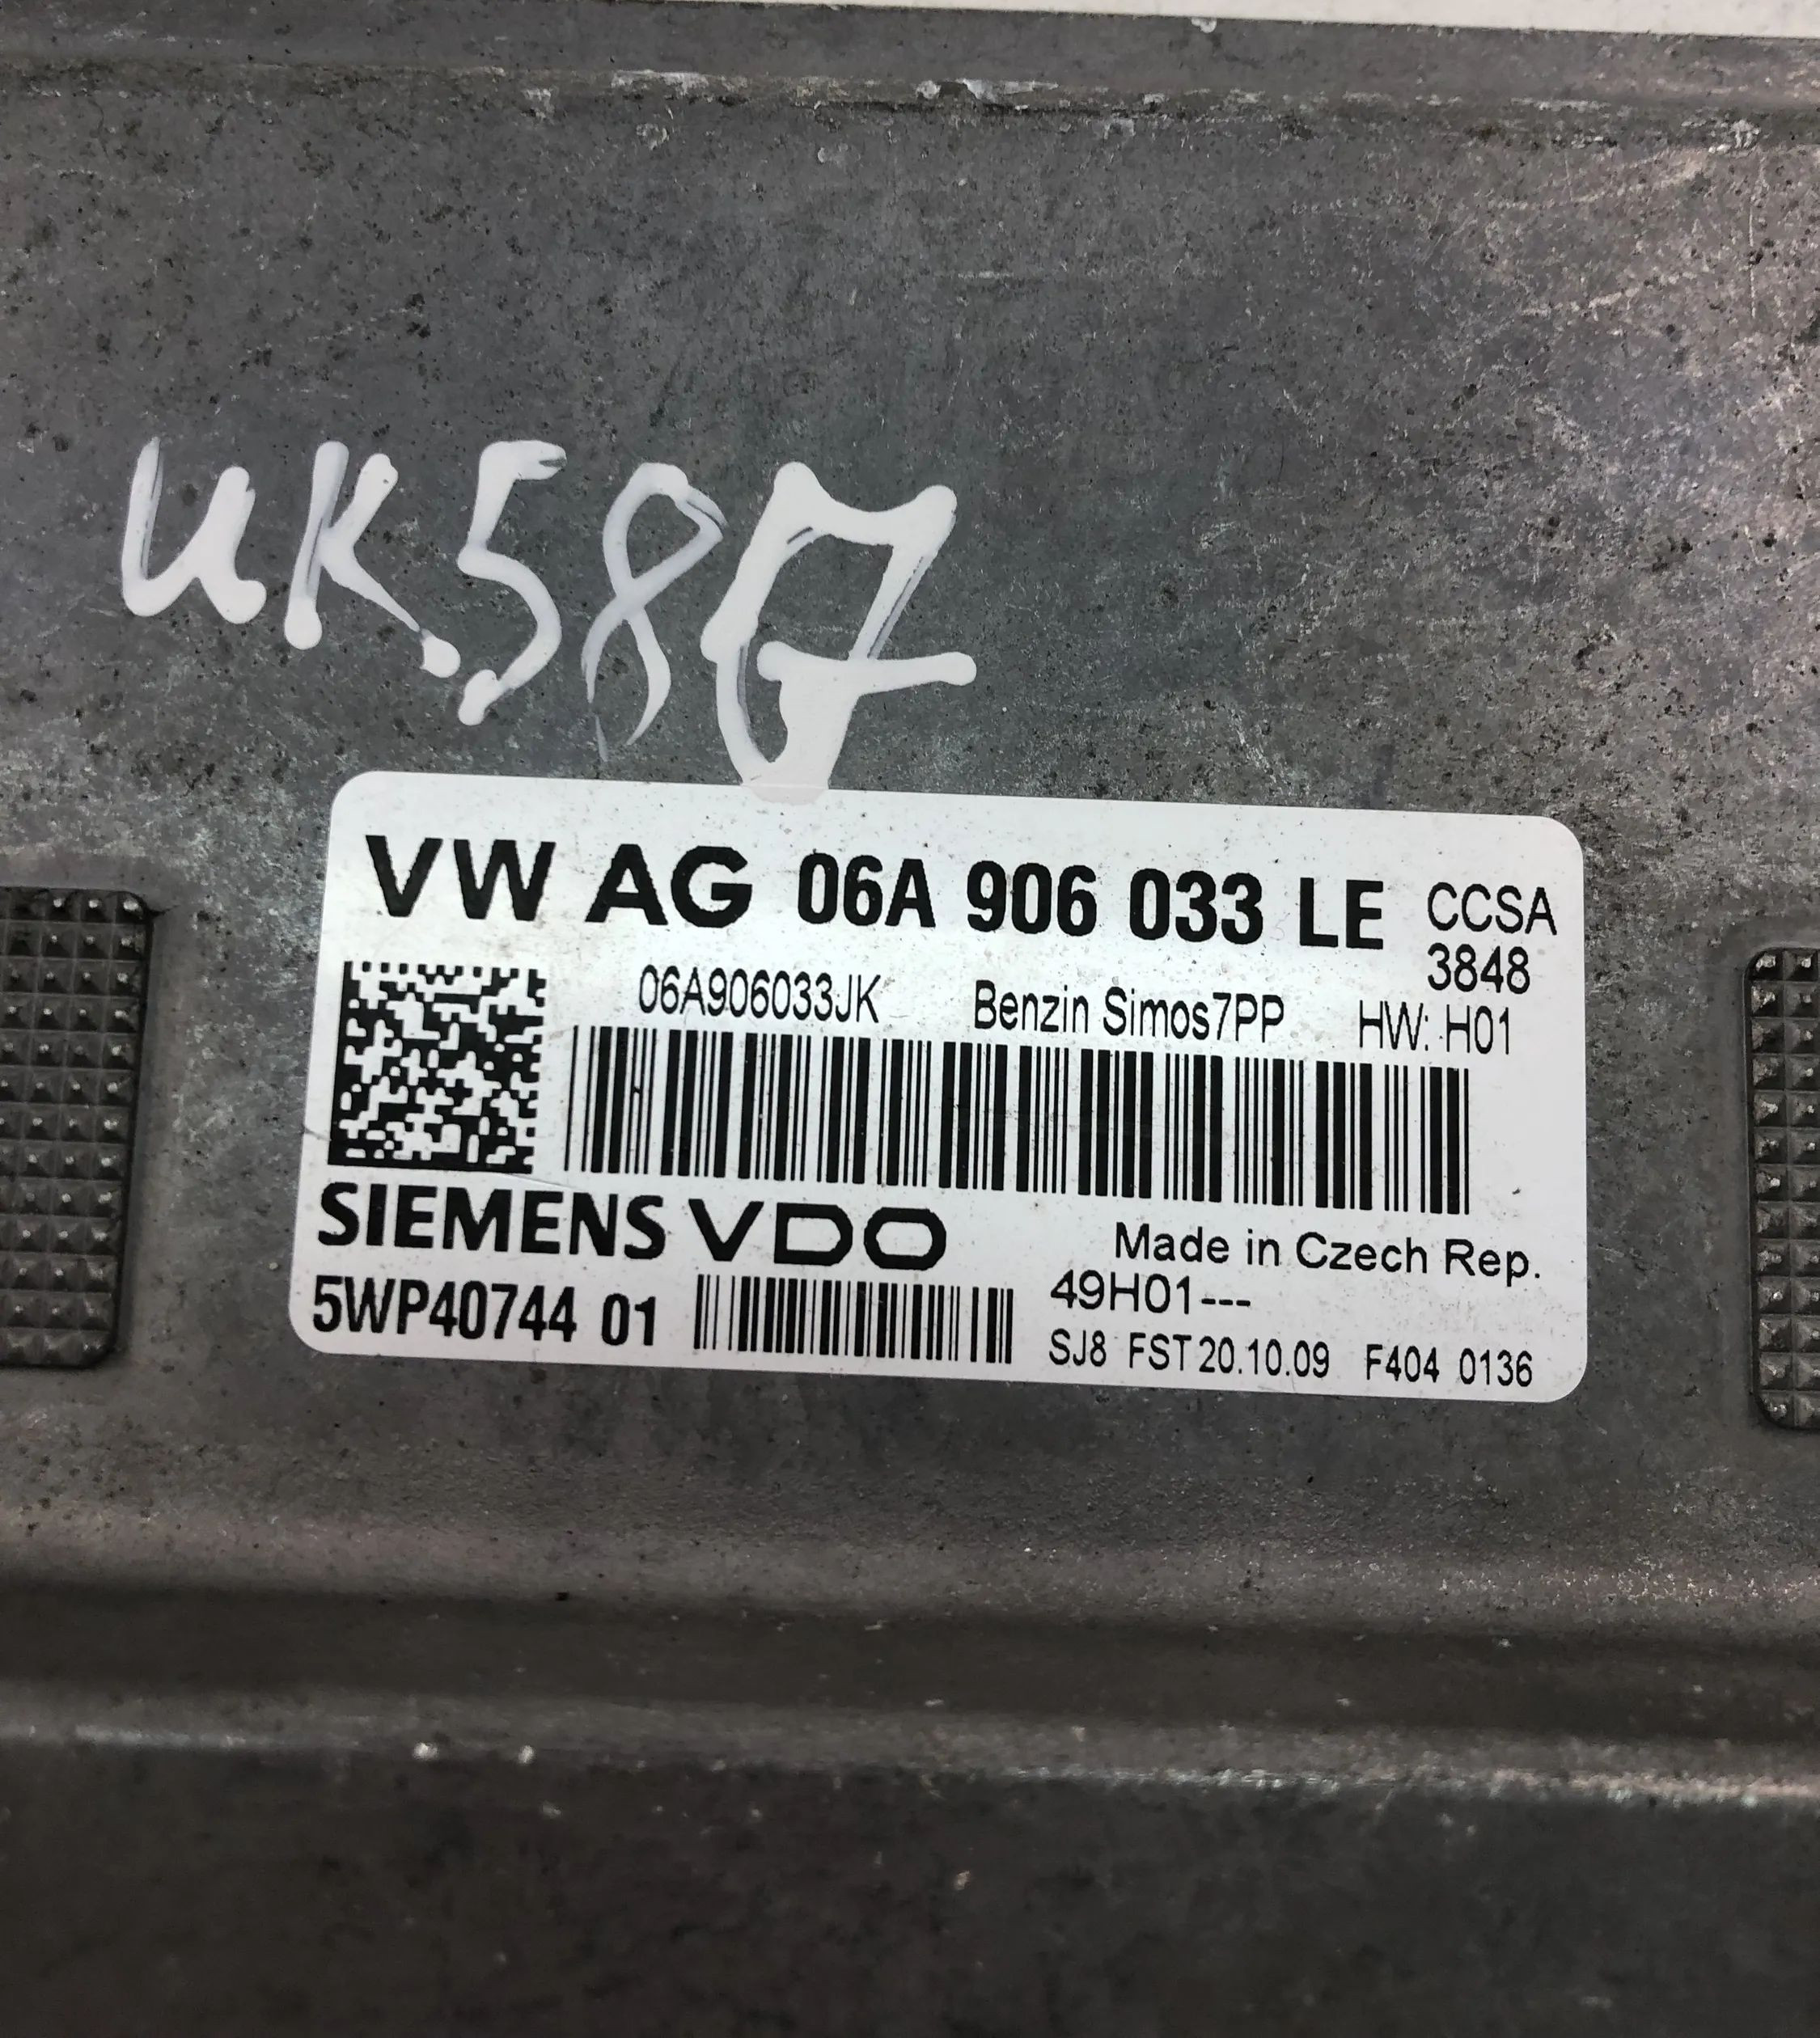 UK587
VW AG 06A 906 033 LE CCSA
3848
06A906033JK Benzin Simos7PP HW: H01
SIEMENS VDO
Made in Czech Rep.
5WP40744 01
49H01---
SJ8 FST 20.10.09 F404 0136